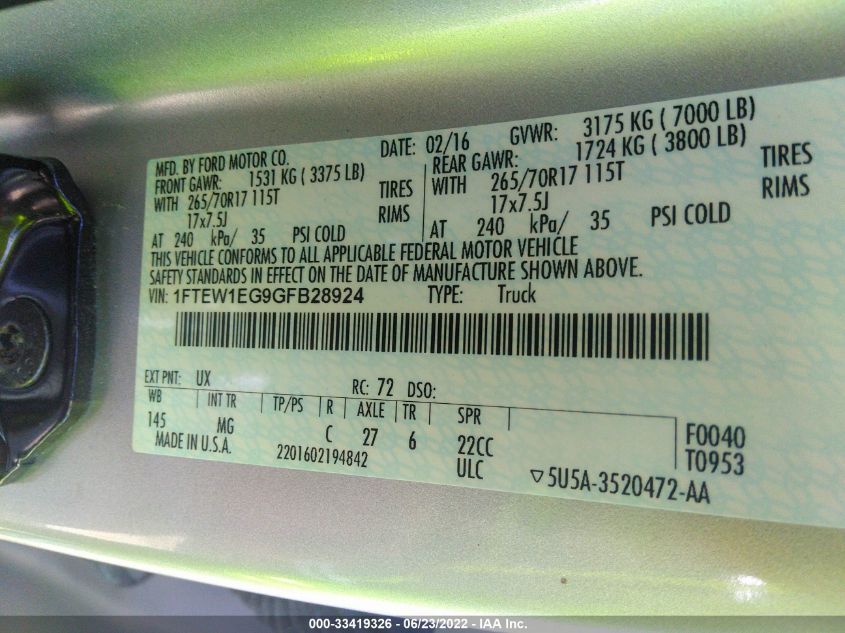 MFD. BY FORD MOTOR CO. DATE: 02/16 GVWR: 3175 KG ( 7000 LB)
FRONT GAWR: 1531 KG ( 3375 LB) REAR GAWR: 1724 KG ( 3800 LB)
WITH 265/70R17 115T TIRES WITH 265/70R17 115T TIRES
17x7.5J RIMS 17x7.5J RIMS
AT 240 kPa/ 35 PSI COLD AT 240 kPa/ 35 PSI COLD
THIS VEHICLE CONFORMS TO ALL APPLICABLE FEDERAL MOTOR VEHICLE
SAFETY STANDARDS IN EFFECT ON THE DATE OF MANUFACTURE SHOWN ABOVE.
VIN: 1FTEW1EG9GFB28924 TYPE: Truck
EXT PNT: UX RC: 72 DSO:
WB INT TR TP/PS R AXLE TR SPR
145 MG C 27 6 22CC F0040
MADE IN U.S.A. 2201602194842 ULC T0953
▽5U5A-3520472-AA
000-33419326 - 06/23/2022 - IAA Inc.